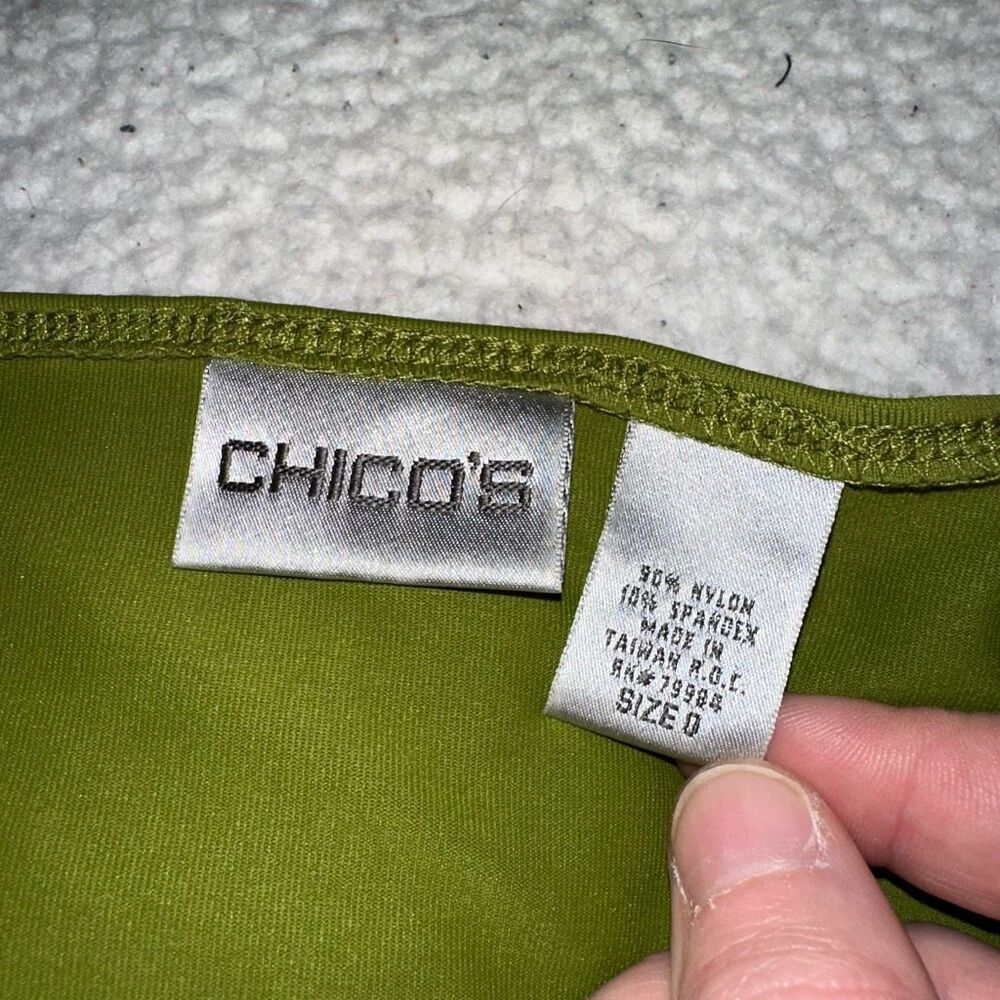 CHICO'S
90% NYLON
10% SPANDEX
MADE IN
TAIWAN R.O.C.
RN# 79984
SIZE 0